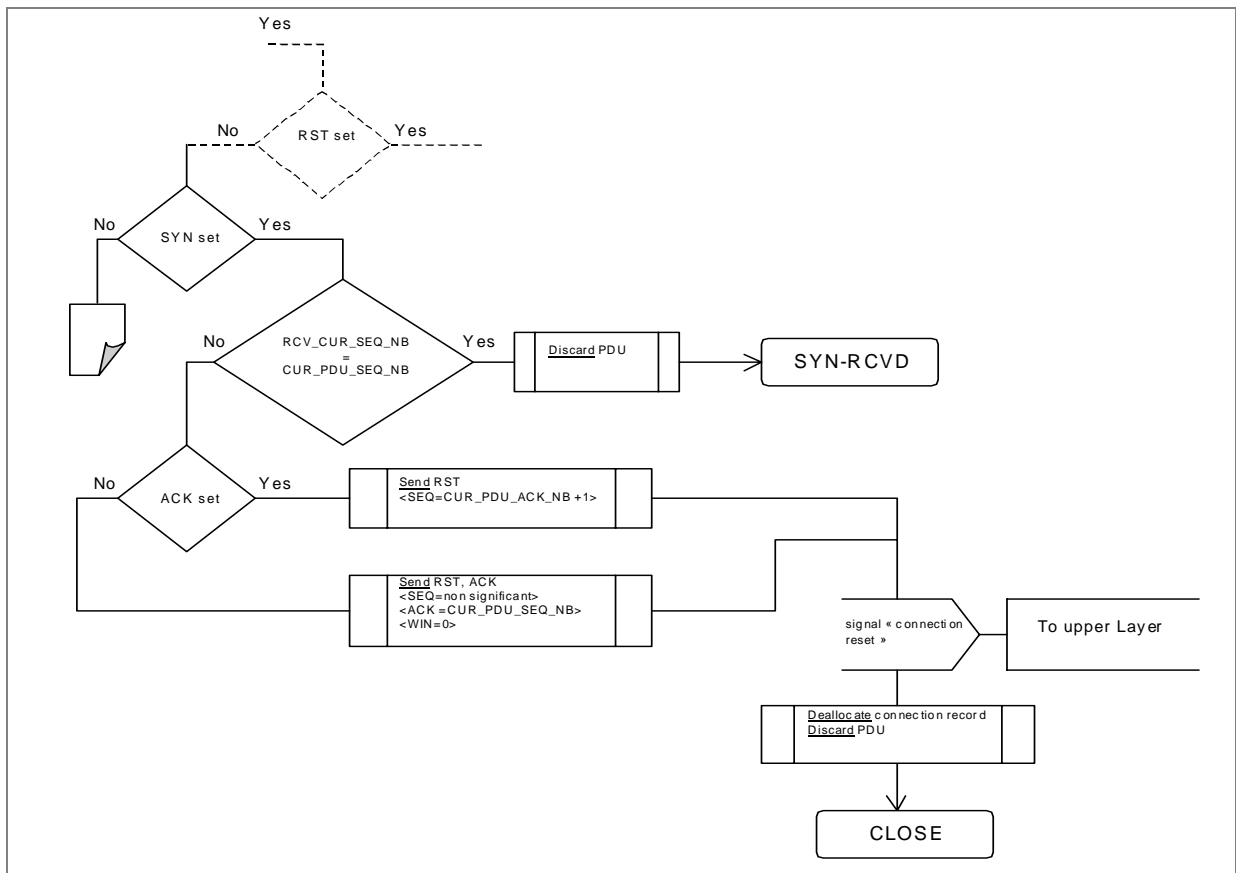 Yes
RST set
No
Yes
No
Yes
SYN set
No
RCV_CUR_SEQ_NB
=
CUR_PDU_SEQ_NB
Yes
Discard PDU
SYN-RCVD
No
ACK set
Yes
Send RST
<SEQ=CUR_PDU_ACK_NB +1>
Send RST, ACK
<SEQ=non significant>
<ACK =CUR_PDU_SEQ_NB>
<WIN=0>
signal « connection
reset »
To upper Layer
Deallocate connection record
Discard PDU
CLOSE